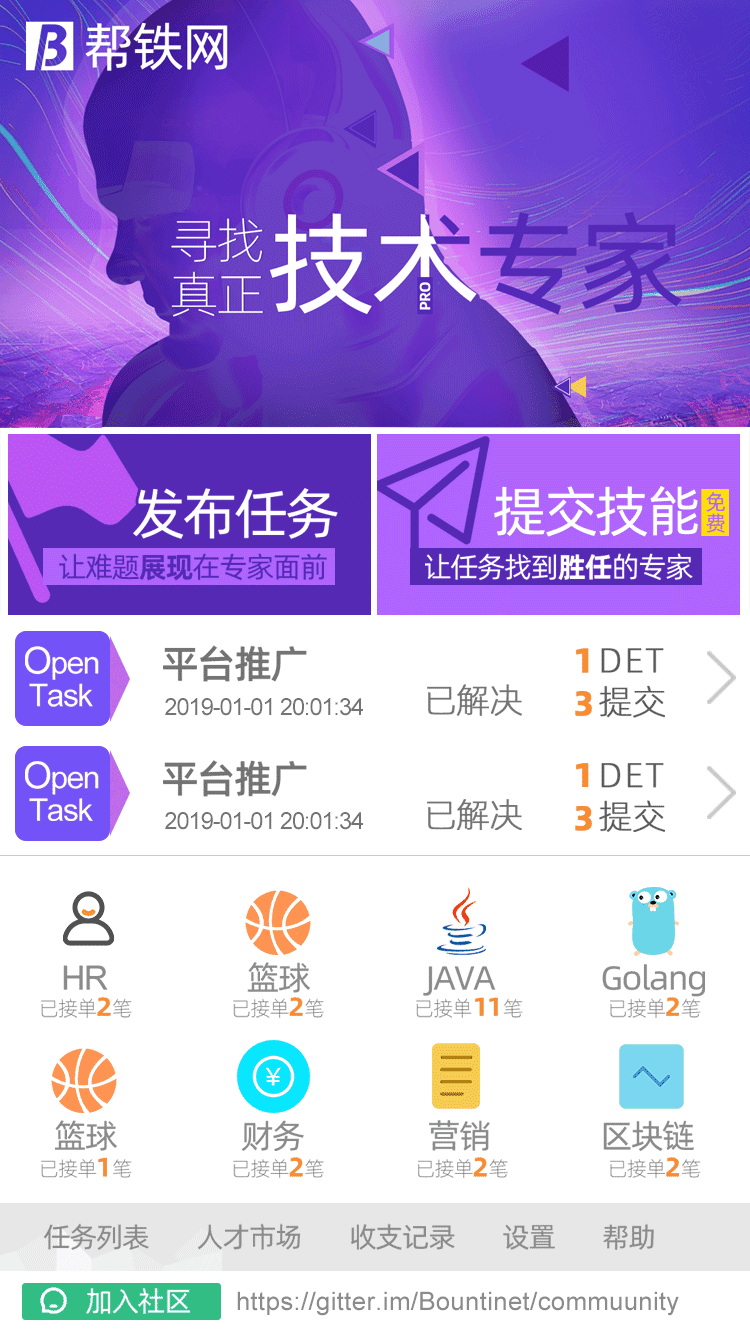 B 帮铁网
寻找
真正
技术专家
PRO
发布任务
让难题展现在专家面前
提交技能
免费
让任务找到胜任的专家
Open
Task
平台推广
2019-01-01 20:01:34
已解决
1 DET
3 提交
Open
Task
平台推广
2019-01-01 20:01:34
已解决
1 DET
3 提交
HR
已接单2笔
篮球
已接单2笔
JAVA
已接单11笔
Golang
已接单2笔
篮球
已接单1笔
¥
财务
已接单2笔
营销
已接单2笔
区块链
已接单2笔
任务列表 人才市场 收支记录 设置 帮助
加入社区 https://gitter.im/Bountinet/commuunity